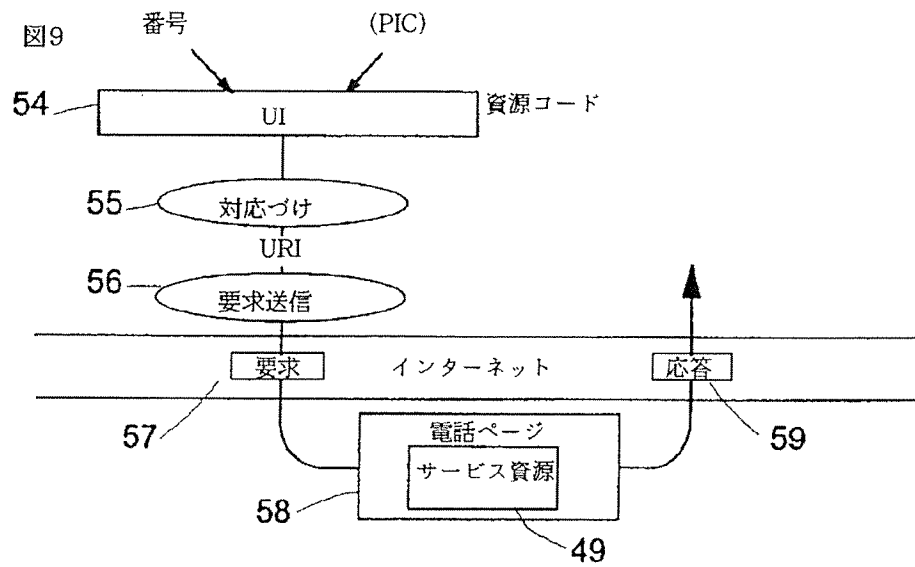 図9
番号
(PIC)
54
UI
資源コード
55
対応づけ
URI
56
要求送信
要求
インターネット
応答
57
59
電話ページ
サービス資源
58
49